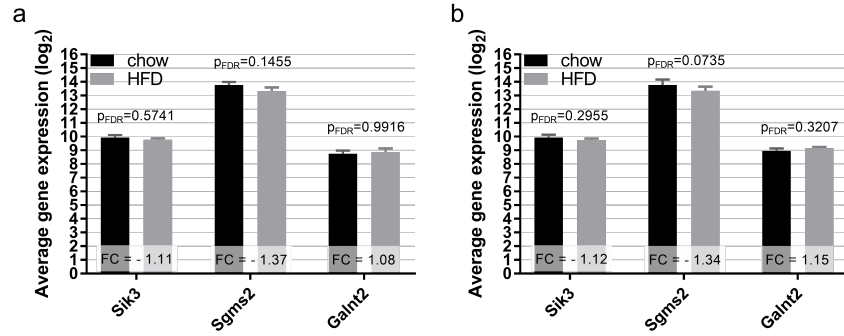 a
Average gene expression (log2)
16
15
14
13
12
11
10
9
8
7
6
5
4
3
2
1
0
chow
HFD
pFDR=0.1455
pFDR=0.5741
pFDR=0.9916
FC = - 1.11
FC = - 1.37
FC = 1.08
Sik3
Sgms2
Galnt2
b
Average gene expression (log2)
16
15
14
13
12
11
10
9
8
7
6
5
4
3
2
1
0
chow
HFD
pFDR=0.0735
pFDR=0.2955
pFDR=0.3207
FC = - 1.12
FC = - 1.34
FC = 1.15
Sik3
Sgms2
Galnt2